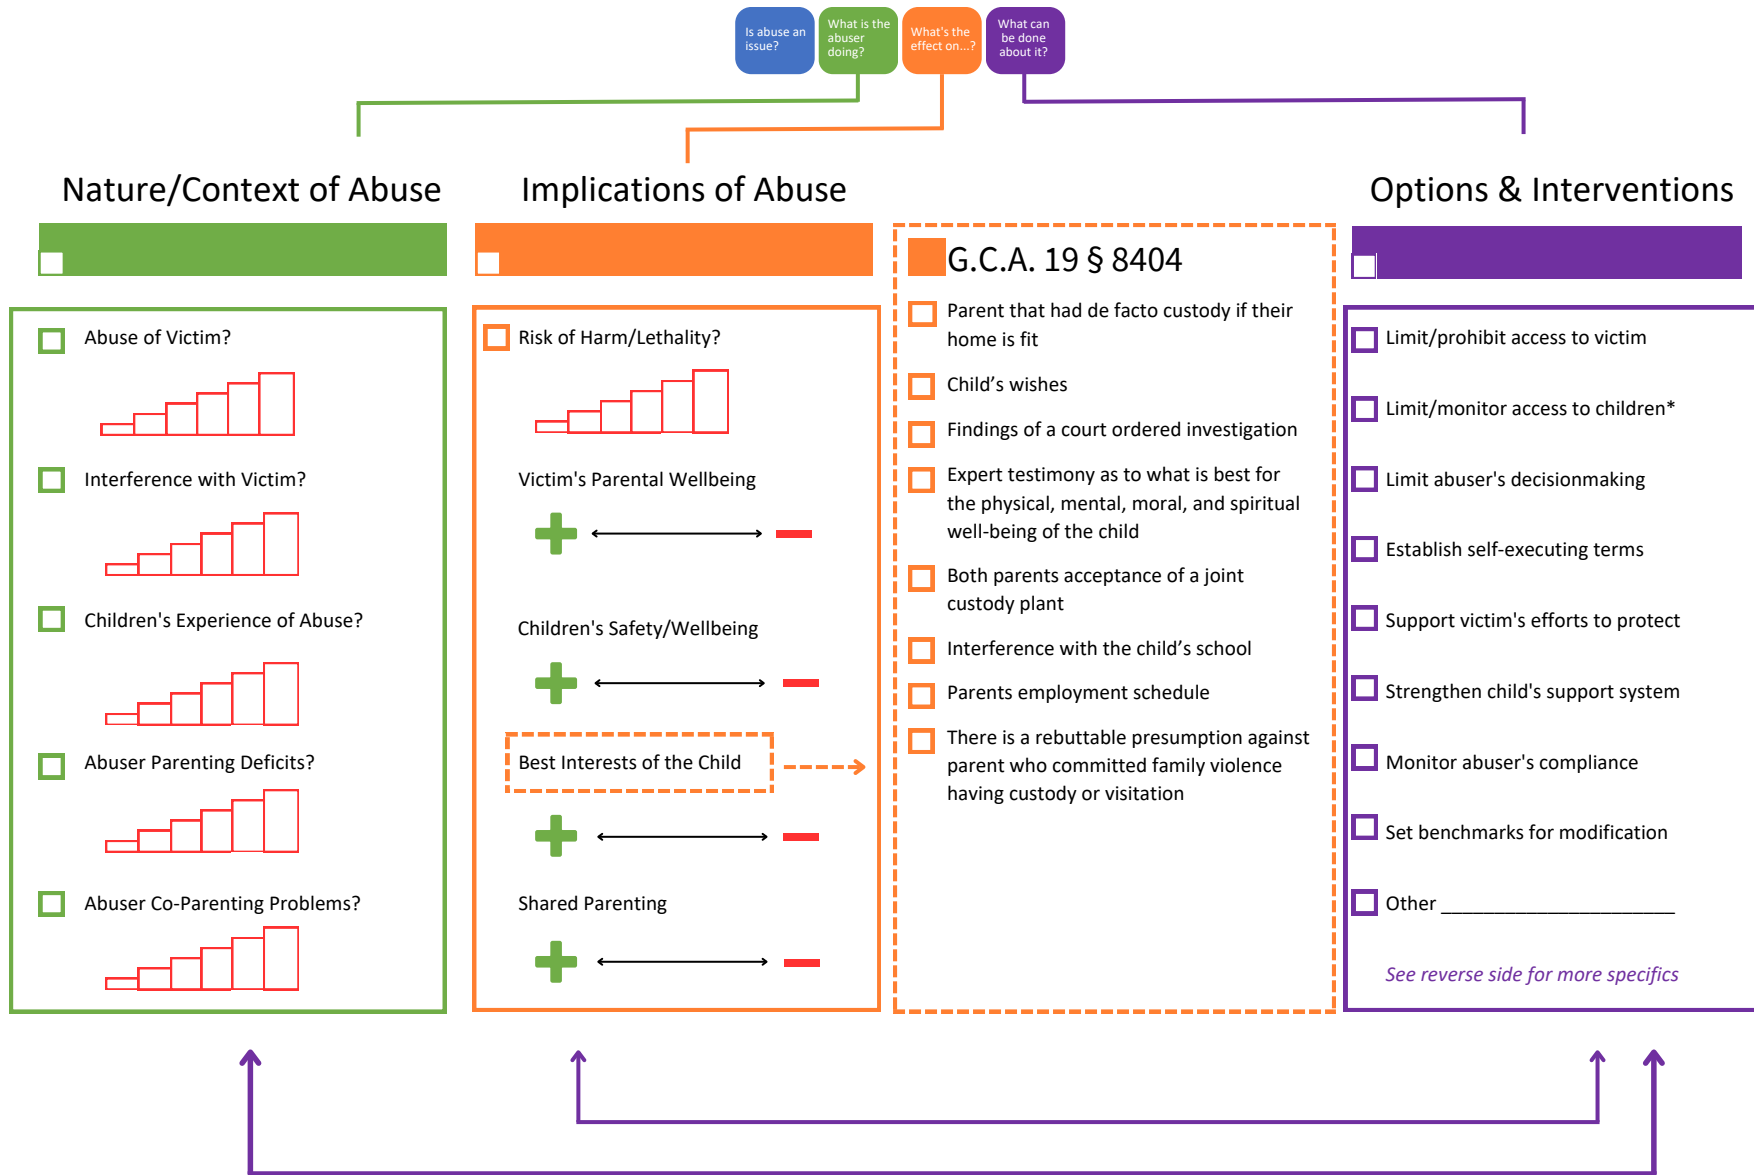 Is abuse an
issue?
What is the
abuser
doing?
What's the
effect on...?
What can
be done
about it?
Nature/Context of Abuse
Abuse of Victim?
Interference with Victim?
Children's Experience of Abuse?
Abuser Parenting Deficits?
Abuser Co-Parenting Problems?
Implications of Abuse
Risk of Harm/Lethality?
Victim's Parental Wellbeing
Children's Safety/Wellbeing
Best Interests of the Child
Shared Parenting
G.C.A. 19 § 8404
Parent that had de facto custody if their
home is fit
Child’s wishes
Findings of a court ordered investigation
Expert testimony as to what is best for
the physical, mental, moral, and spiritual
well-being of the child
Both parents acceptance of a joint
custody plant
Interference with the child’s school
Parents employment schedule
There is a rebuttable presumption against
parent who committed family violence
having custody or visitation
Options & Interventions
Limit/prohibit access to victim
Limit/monitor access to children*
Limit abuser's decisionmaking
Establish self-executing terms
Support victim's efforts to protect
Strengthen child's support system
Monitor abuser's compliance
Set benchmarks for modification
Other ______________________
See reverse side for more specifics